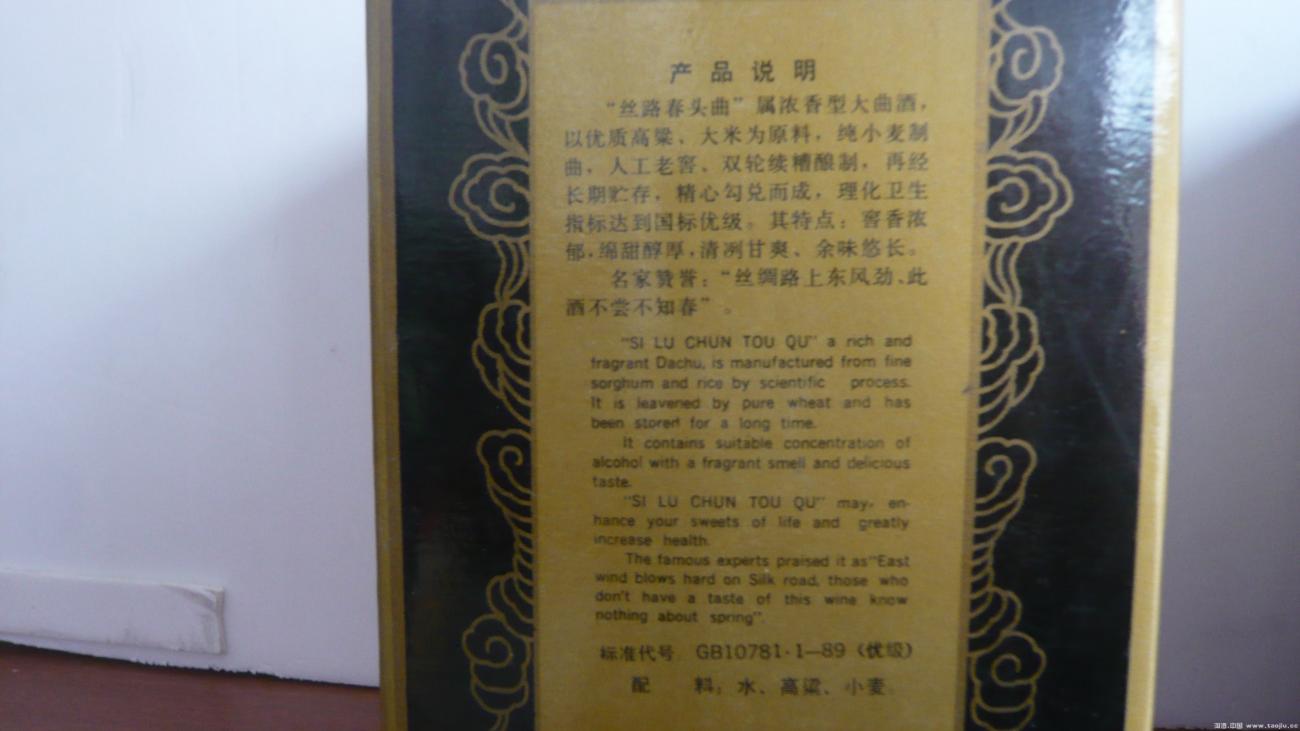 产品说明
“丝路春头曲”属浓香型大曲酒，
以优质高粱、大米为原料，纯小麦制
曲，人工老窖、双轮续糟酿制，再经
长期贮存，精心勾兑而成，理化卫生
指标达到国标优级。其特点：窖香浓
郁，绵甜醇厚，清冽甘爽、余味悠长。
名家赞誉：“丝绸路上东风劲、此
酒不尝不知春”。
"SI LU CHUN TOU QU" a rich and
fragrant Dachu, is manufactured from fine
sorghum and rice by scientific process.
It is leavened by pure wheat and has
been stored for a long time.
It contains suitable concentration of
alcohol with a fragrant smell and delicious
taste.
"SI LU CHUN TOU QU" may, en-
hance your sweets of life and greatly
increase health.
The famous experts praised it as "East
wind blows hard on Silk road, those who
don't have a taste of this wine know
nothing about spring".
标准代号 GB10781·1—89《优级》
配 料：水、高粱、小麦。
www.taojiu.cc